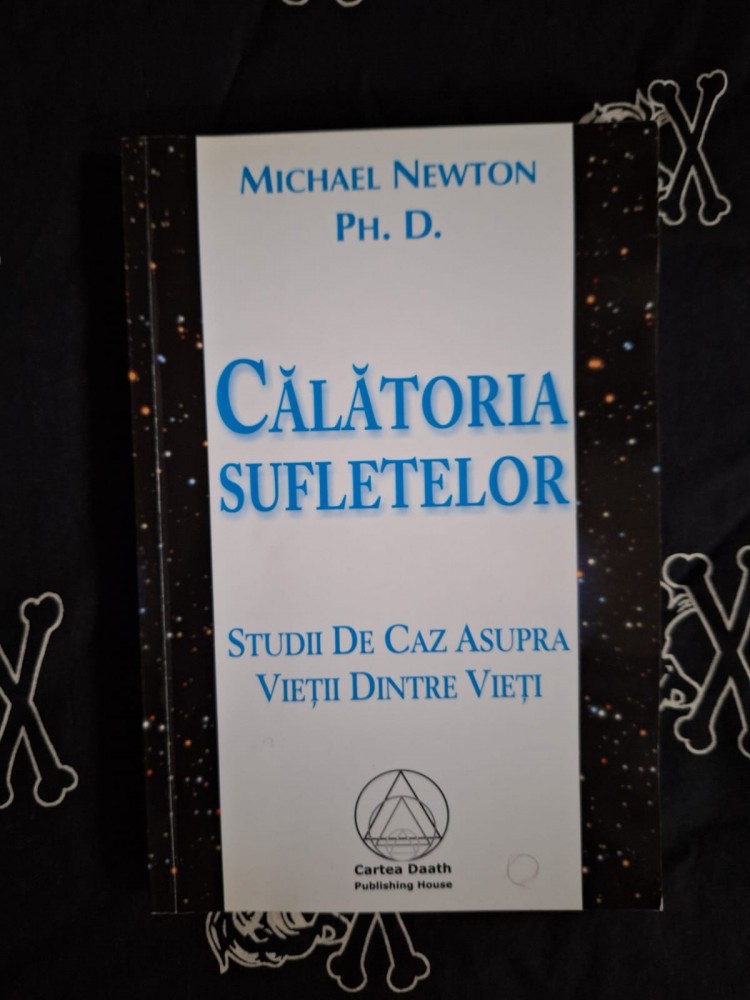 MICHAEL NEWTON
PH. D.
CĂLĂTORIA
SUFLETELOR
STUDII DE CAZ ASUPRA
VIEȚII DINTRE VIEȚI
Cartea Daath
Publishing House